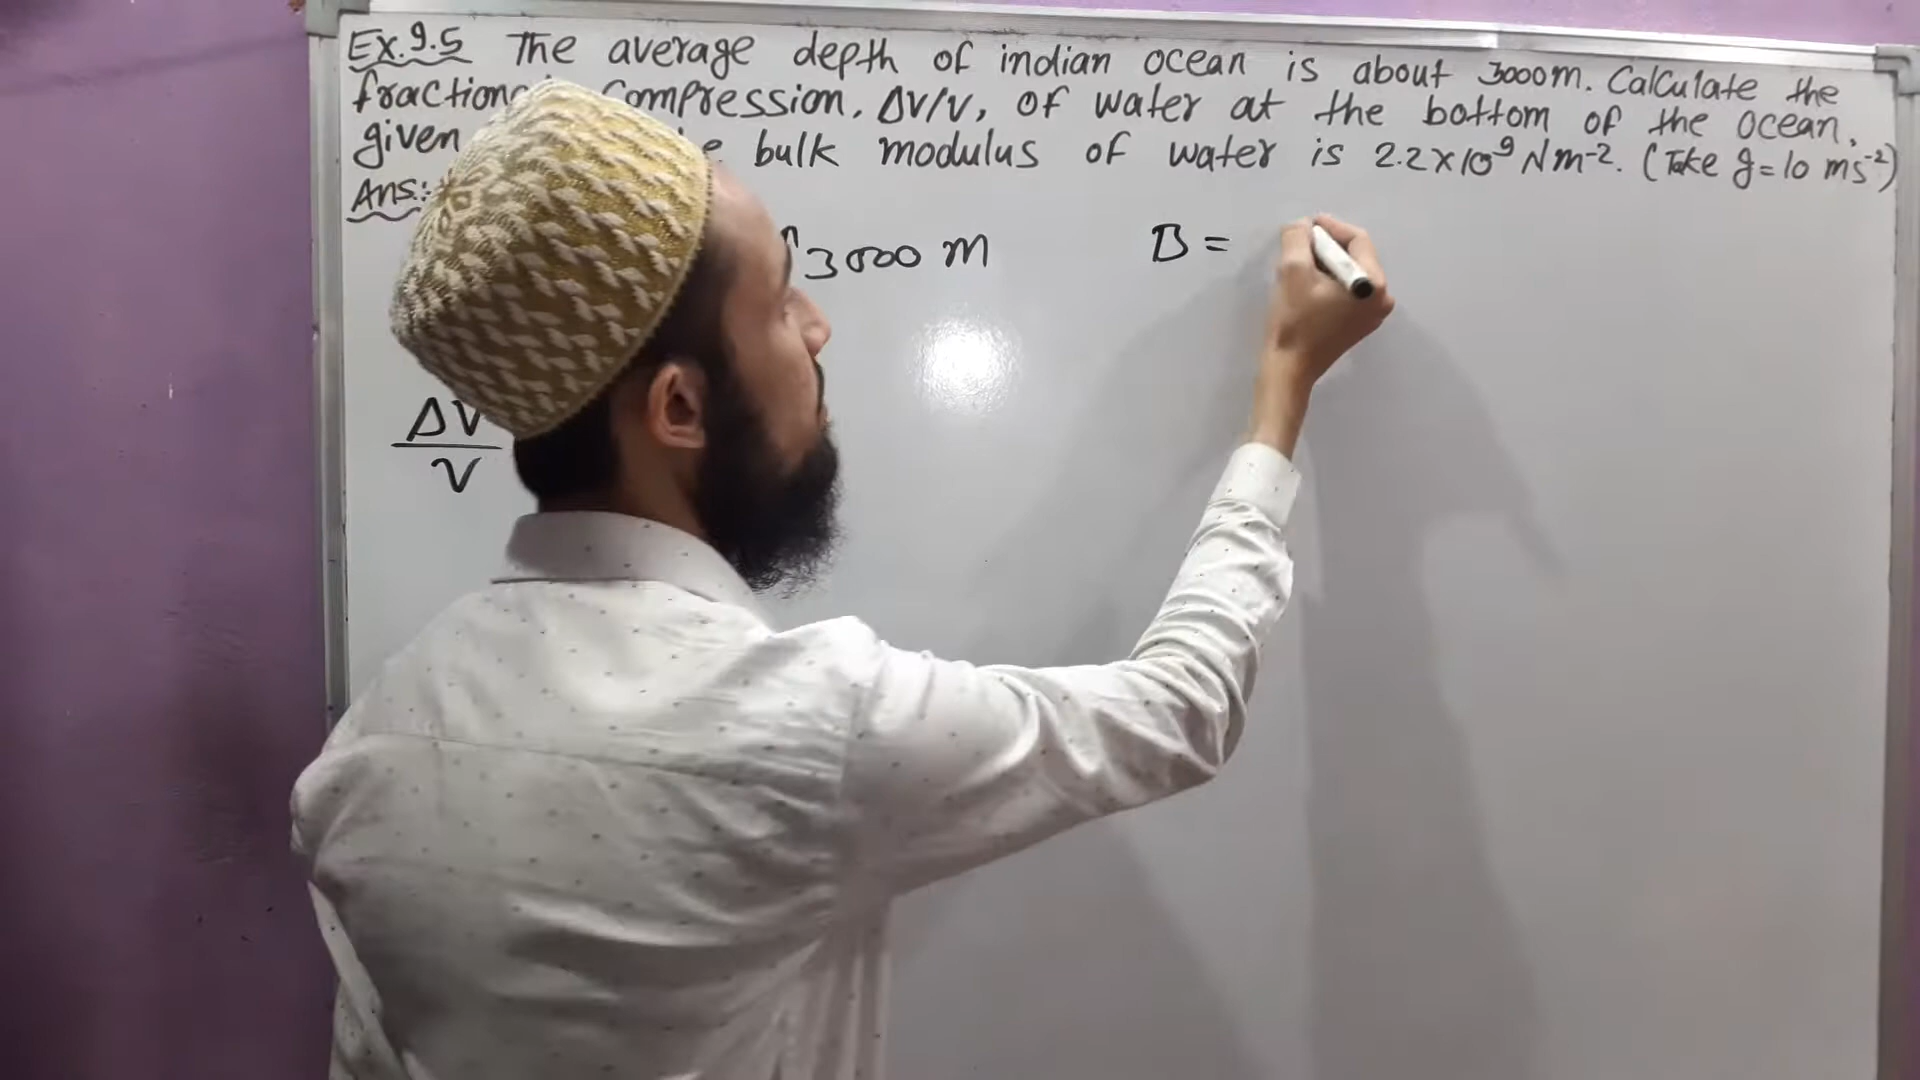 Ex.9.5 The average depth of indian ocean is about 3000m. Calculate the
compression, ΔV/V, of water at the bottom of the ocean,
given bulk modulus of water is 2.2×10⁹ Nm⁻². (Take g=10 ms⁻²)
Ans:-
3000 m B =
ΔV
V